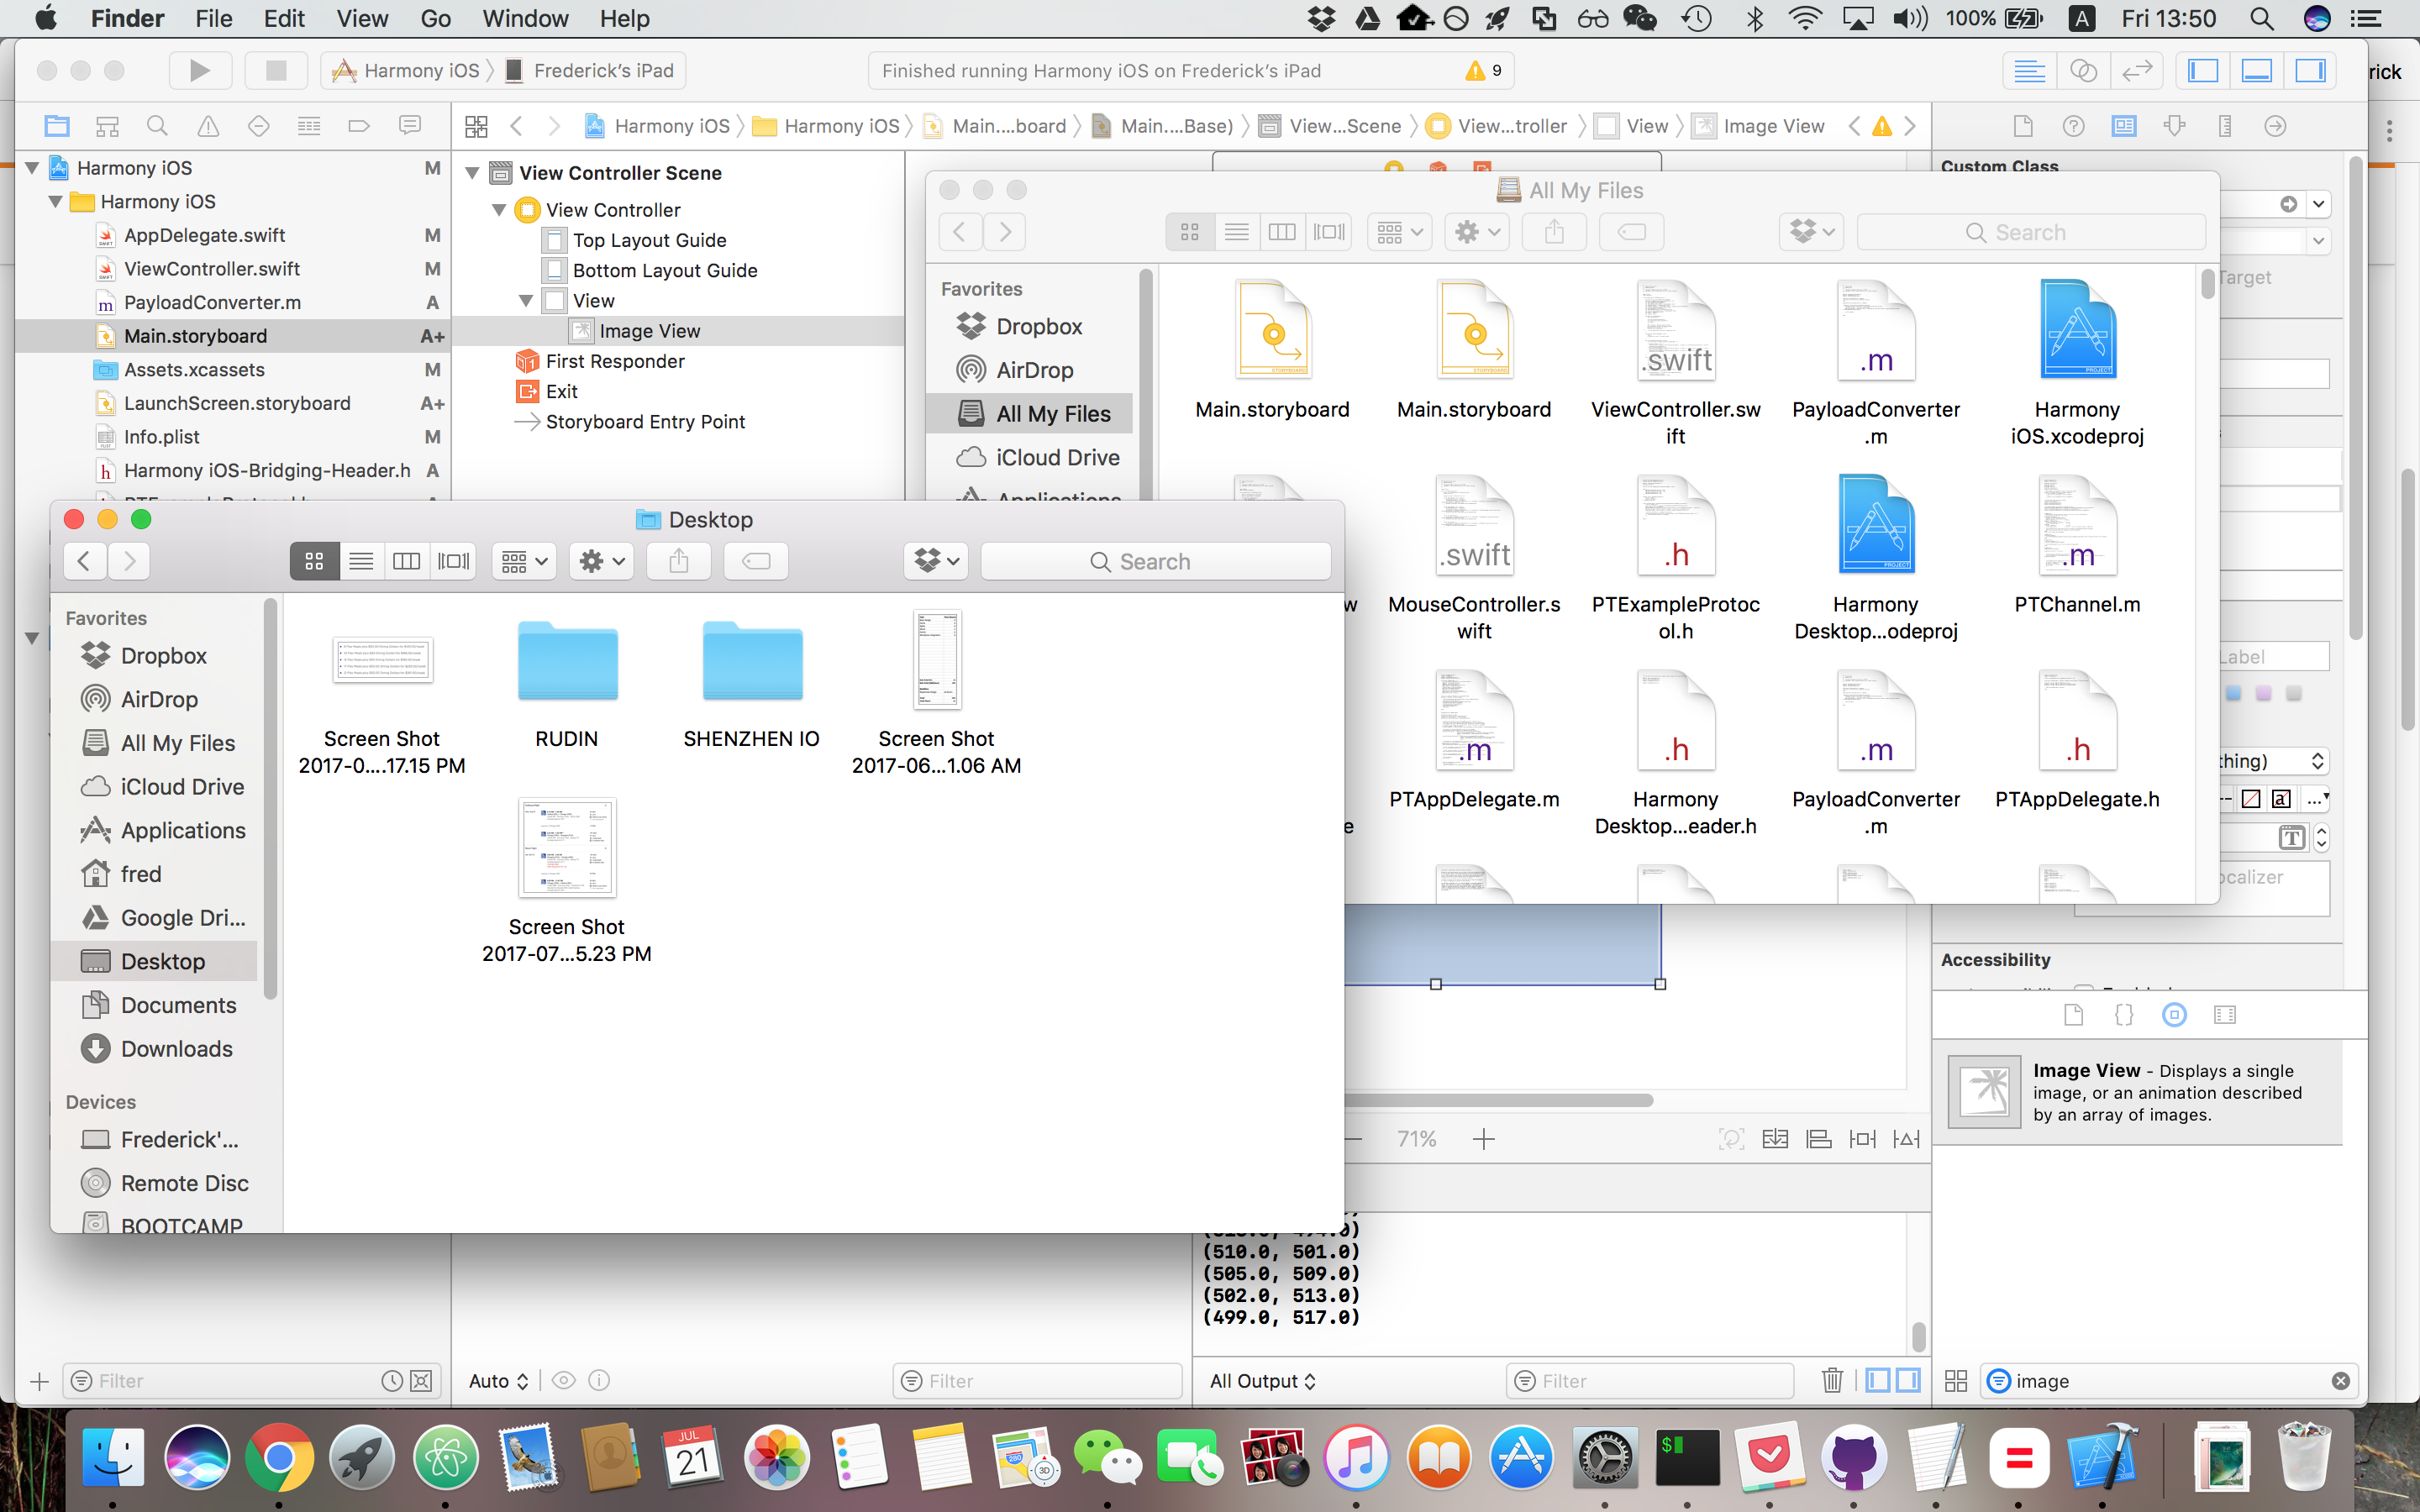 Finder File Edit View Go Window Help 100% A Fri 13:50
Harmony iOS Frederick's iPad Finished running Harmony iOS on Frederick's iPad 9 rick
Harmony iOS Harmony iOS Main....board Main....Base) View...Scene View...troller View Image View
Harmony iOS M
Harmony iOS
AppDelegate.swift M
ViewController.swift M
PayloadConverter.m A
Main.storyboard A+
Assets.xcassets M
LaunchScreen.storyboard A+
Info.plist M
Harmony iOS-Bridging-Header.h A
View Controller Scene
View Controller
Top Layout Guide
Bottom Layout Guide
View
Image View
First Responder
Exit
Storyboard Entry Point
Custom Class
Target
All My Files
Search
Favorites
Dropbox
AirDrop
All My Files
iCloud Drive
Applications
Main.storyboard
Main.storyboard
ViewController.swift
.swift
PayloadConverter.m
.m
Harmony iOS.xcodeproj
PROJECT
MouseController.swift
.swift
PTExampleProtocol.h
.h
Harmony Desktop...odeproj
PROJECT
PTChannel.m
.m
PTAppDelegate.m
.m
Harmony Desktop...eader.h
.h
PayloadConverter.m
.m
PTAppDelegate.h
.h
Desktop
Search
Favorites
Dropbox
AirDrop
All My Files
iCloud Drive
Applications
fred
Google Dri...
Desktop
Documents
Downloads
Devices
Frederick'...
Remote Disc
BOOTCAMP
Screen Shot
2017-0....17.15 PM
RUDIN
SHENZHEN IO
Screen Shot
2017-06...1.06 AM
Screen Shot
2017-07...5.23 PM
Label
thing)
ocalizer
Accessibility
Image View - Displays a single
image, or an animation described
by an array of images.
71%
(510.0, 501.0)
(505.0, 509.0)
(502.0, 513.0)
(499.0, 517.0)
Filter
Auto
Filter
All Output
Filter
image
JUL
21
280
3D